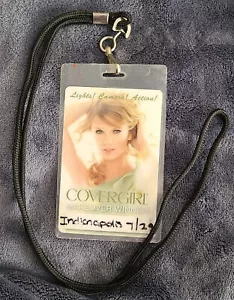 Lights! Camera! Action!
COVERGIRL
Indianapolis 7/29